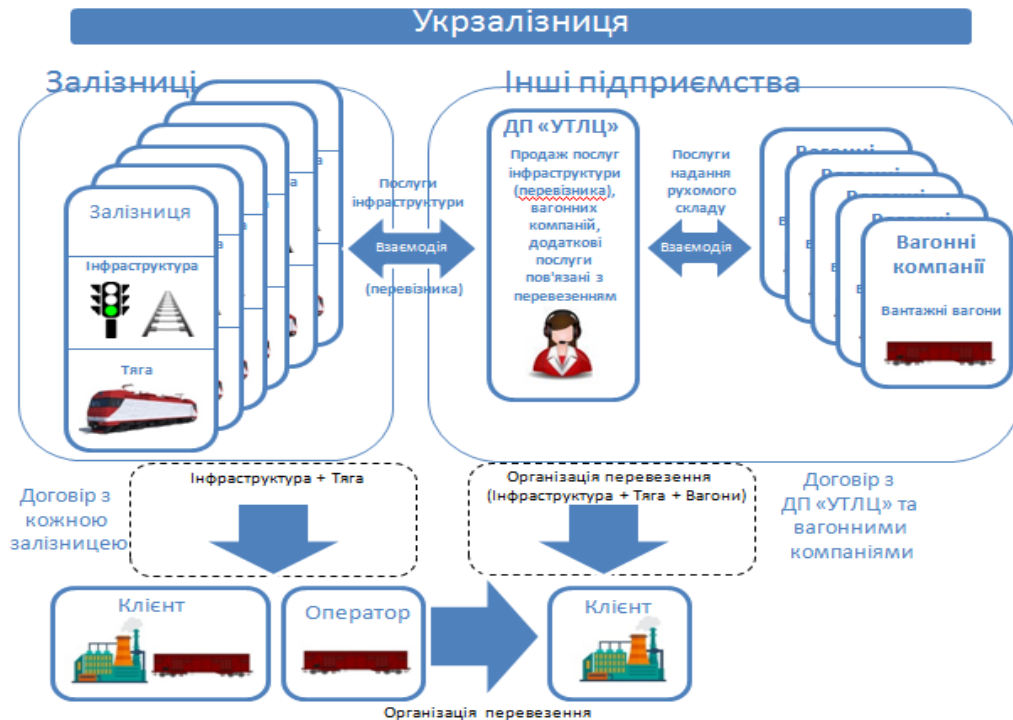 Укрзалізниця
Залізниці
Інші підприємства
Залізниця
Інфраструктура
Тяга
Послуги
інфраструктури
Взаємодія
(перевізника)
ДП «УТЛЦ»
Продаж послуг
інфраструктури
(перевізника),
вагонних
компаній,
додаткові
послуги
пов'язані з
перевезенням
Послуги
надання
рухомого
складу
Взаємодія
Вагонні
компанії
Вантажні вагони
Договір з
кожною
залізницею
Інфраструктура + Тяга
Організація перевезення
(Інфраструктура + Тяга + Вагони)
Договір з
ДП «УТЛЦ» та
вагонними
компаніями
Клієнт
Оператор
Клієнт
Організація перевезення